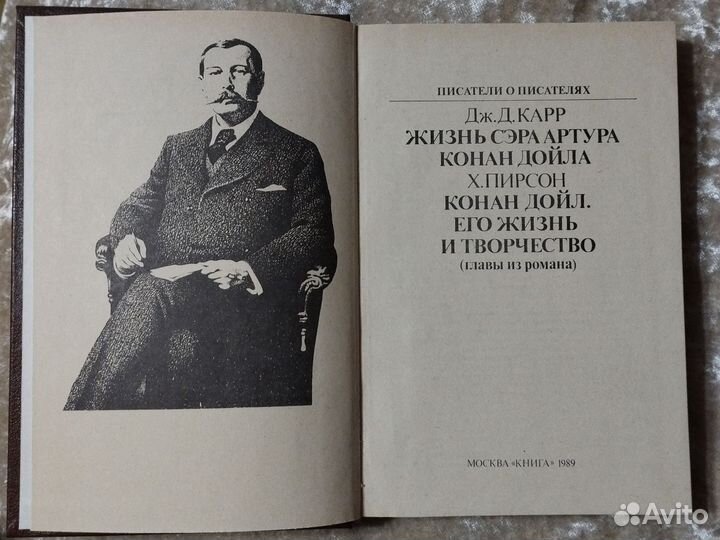 ПИСАТЕЛИ О ПИСАТЕЛЯХ
ДЖ.Д.КАРР
ЖИЗНЬ СЭРА АРТУРА
КОНАН ДОЙЛА
Х.ПИРСОН
КОНАН ДОЙЛ.
ЕГО ЖИЗНЬ
И ТВОРЧЕСТВО
(главы из романа)
МОСКВА «КНИГА» 1989
Avito